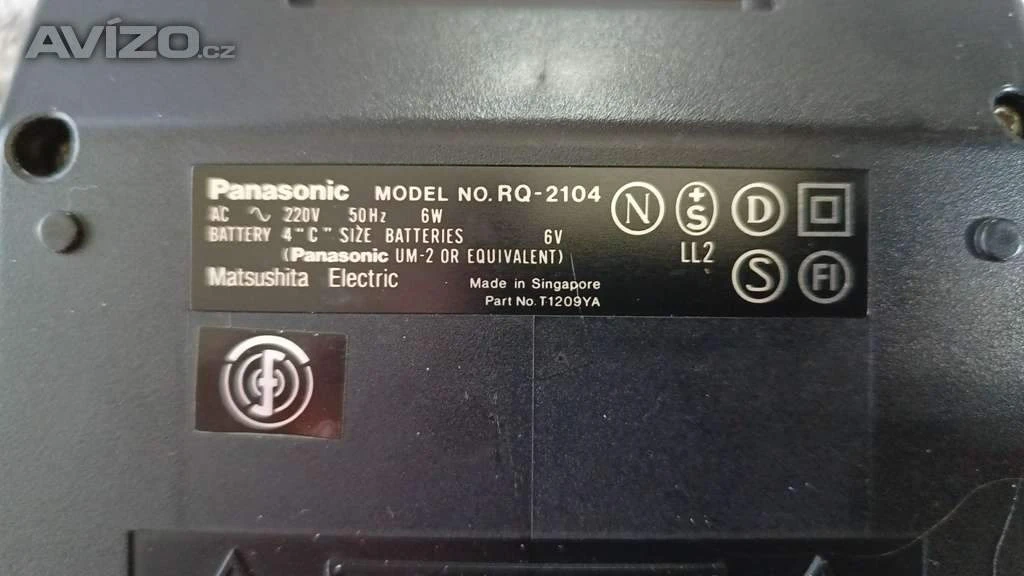 AVÍZO.cz
Panasonic MODEL NO. RQ-2104
AC ∿ 220V 50Hz 6W
BATTERY 4 "C" SIZE BATTERIES 6V
(Panasonic UM-2 OR EQUIVALENT)
Matsushita Electric Made in Singapore
Part No. T1209YA
N +S D
LL2 S FI